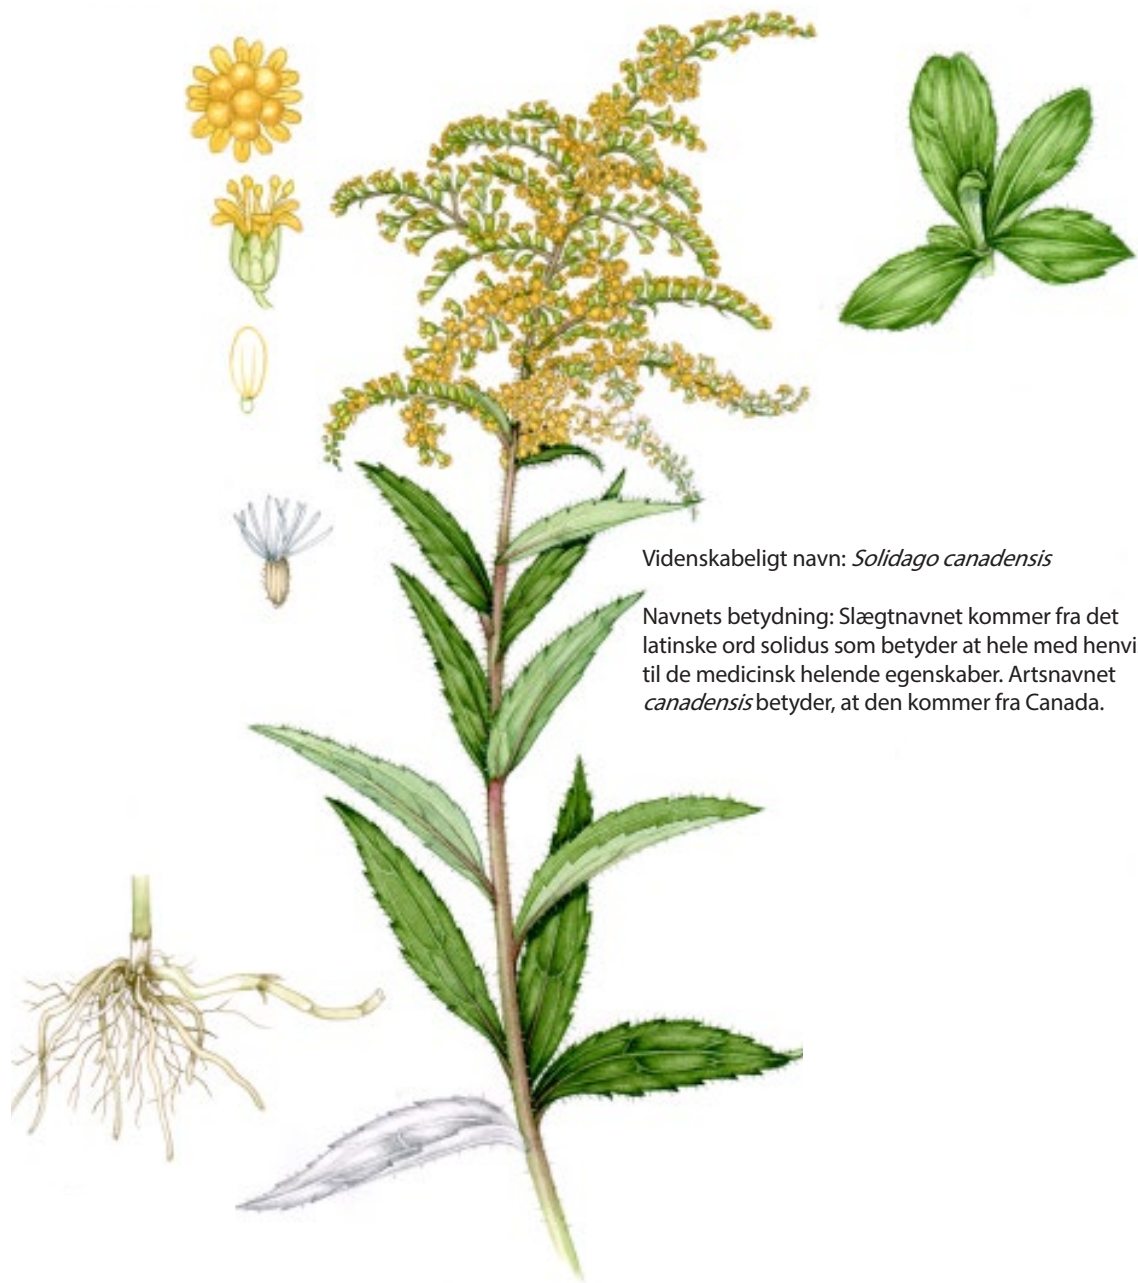 Videnskabeligt navn: Solidago canadensis
Navnets betydning: Slægtnavnet kommer fra det
latinske ord solidus som betyder at hele med henvi
til de medicinsk helende egenskaber. Artsnavnet
canadensis betyder, at den kommer fra Canada.